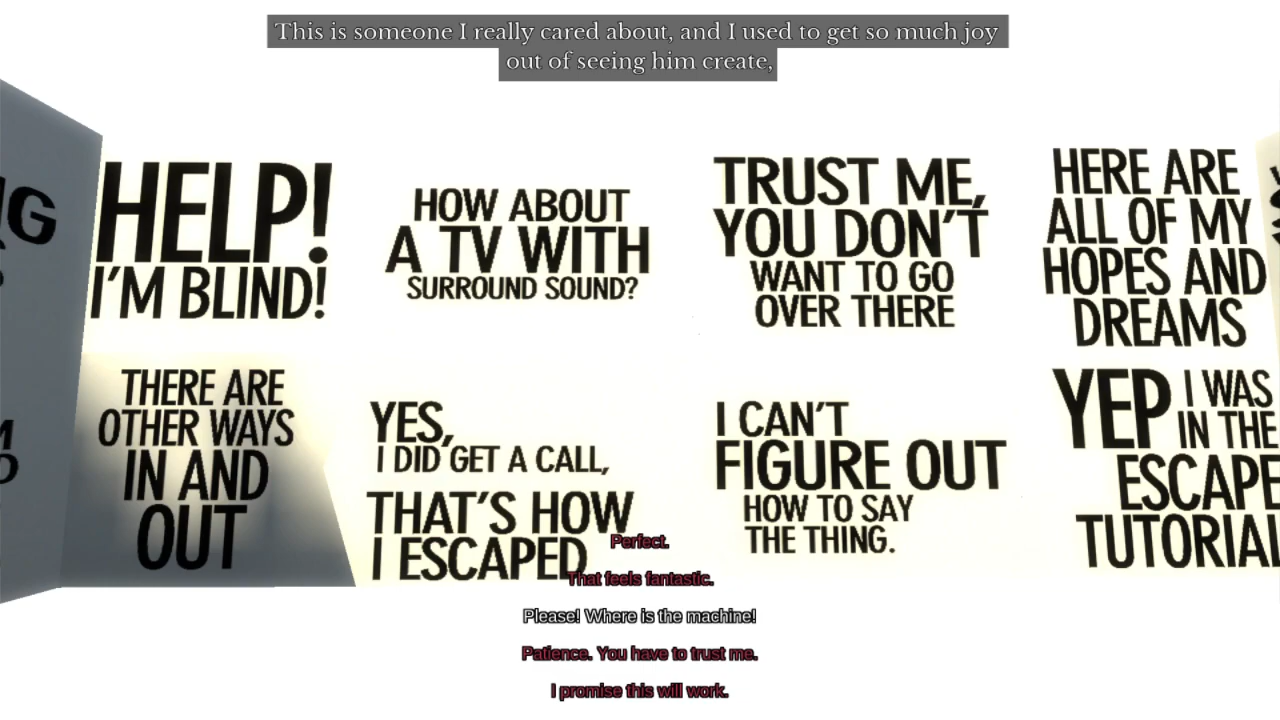 This is someone I really cared about, and I used to get so much joy
out of seeing him create,
HELP!
I'M BLIND!
HOW ABOUT
A TV WITH
SURROUND SOUND?
TRUST ME,
YOU DON'T
WANT TO GO
OVER THERE
HERE ARE
ALL OF MY
HOPES AND
DREAMS
THERE ARE
OTHER WAYS
IN AND
OUT
YES,
I DID GET A CALL,
THAT'S HOW
I ESCAPED
I CAN'T
FIGURE OUT
HOW TO SAY
THE THING.
YEP I WAS
IN THE
ESCAPE
TUTORIAL
Perfect.
That feels fantastic.
Please! Where is the machine!
Patience. You have to trust me.
I promise this will work.